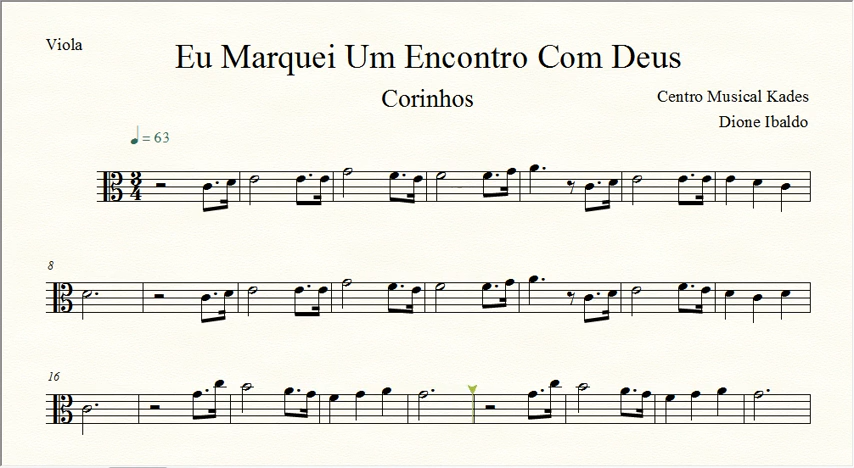 Viola
Eu Marquei Um Encontro Com Deus
Corinhos
Centro Musical Kades
Dione Ibaldo
= 63
3
4
8
16